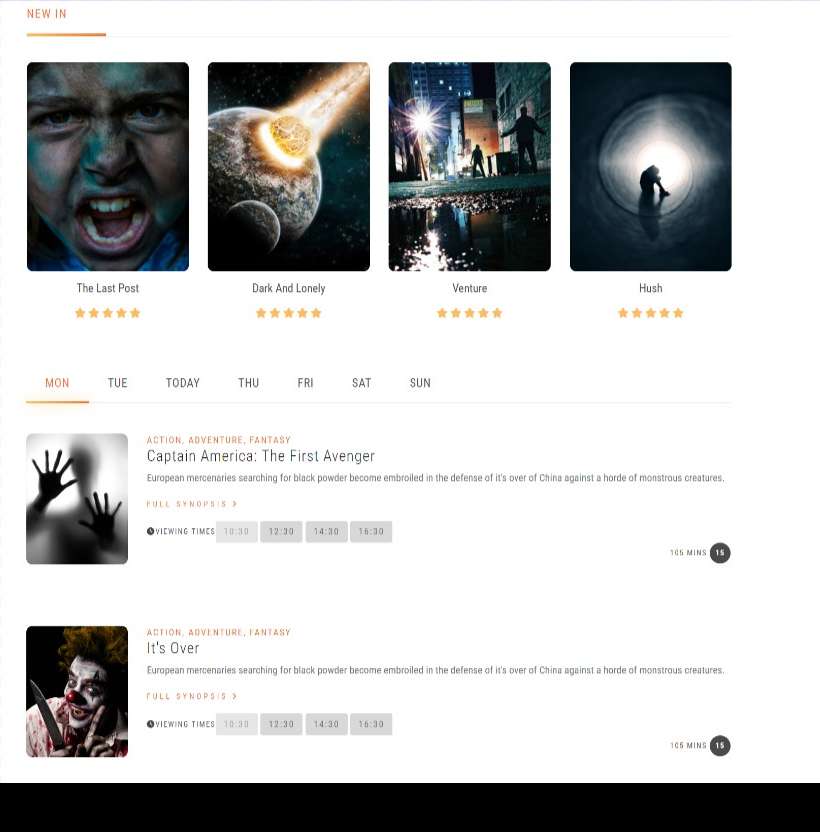 NEW IN
The Last Post
Dark And Lonely
Venture
Hush
MON TUE TODAY THU FRI SAT SUN
ACTION, ADVENTURE, FANTASY
Captain America: The First Avenger
European mercenaries searching for black powder become embroiled in the defense of it's over of China against a horde of monstrous creatures.
FULL SYNOPSIS >
VIEWING TIMES 10:30 12:30 14:30 16:30
105 MINS 15
ACTION, ADVENTURE, FANTASY
It's Over
European mercenaries searching for black powder become embroiled in the defense of it's over of China against a horde of monstrous creatures.
FULL SYNOPSIS >
VIEWING TIMES 10:30 12:30 14:30 16:30
105 MINS 15